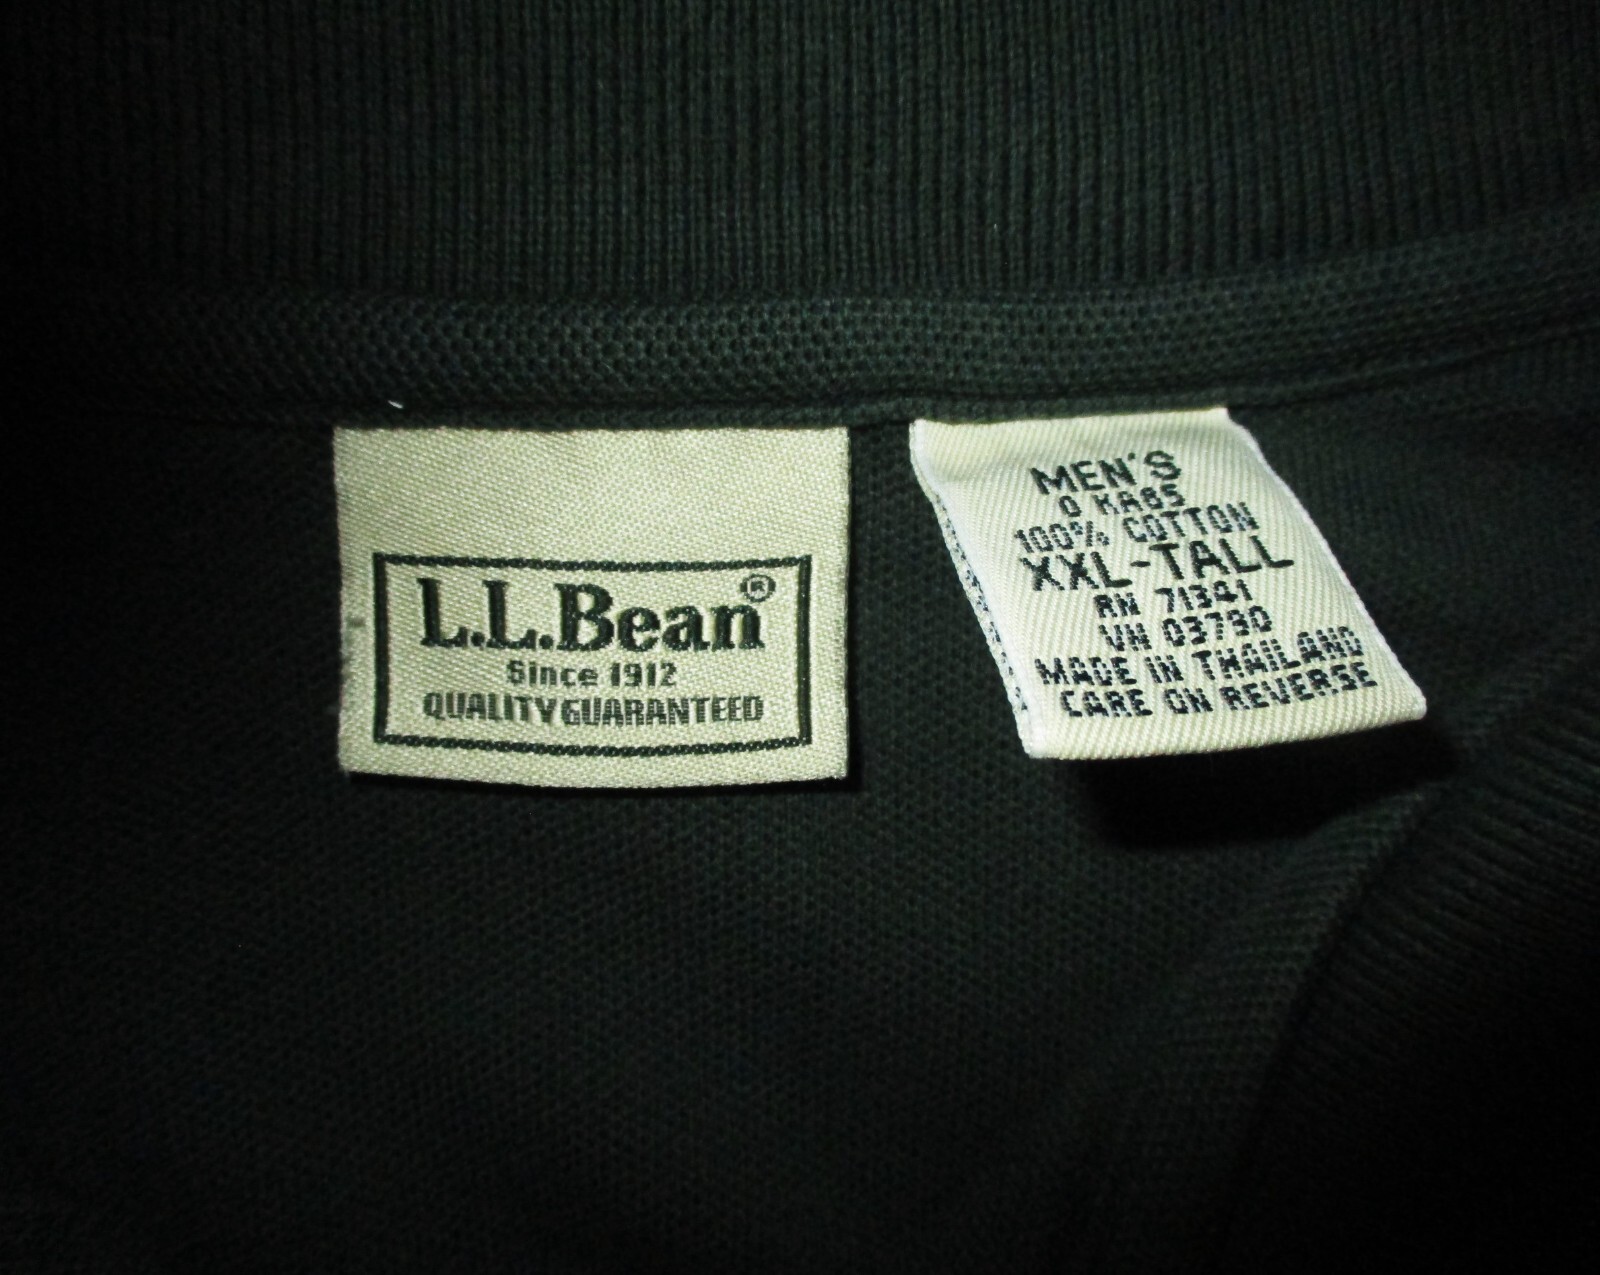 L.L.Bean®
Since 1912
QUALITY GUARANTEED
MEN'S
0 KA65
100% COTTON
XXL-TALL
RN 71341
VN 03790
MADE IN THAILAND
CARE ON REVERSE